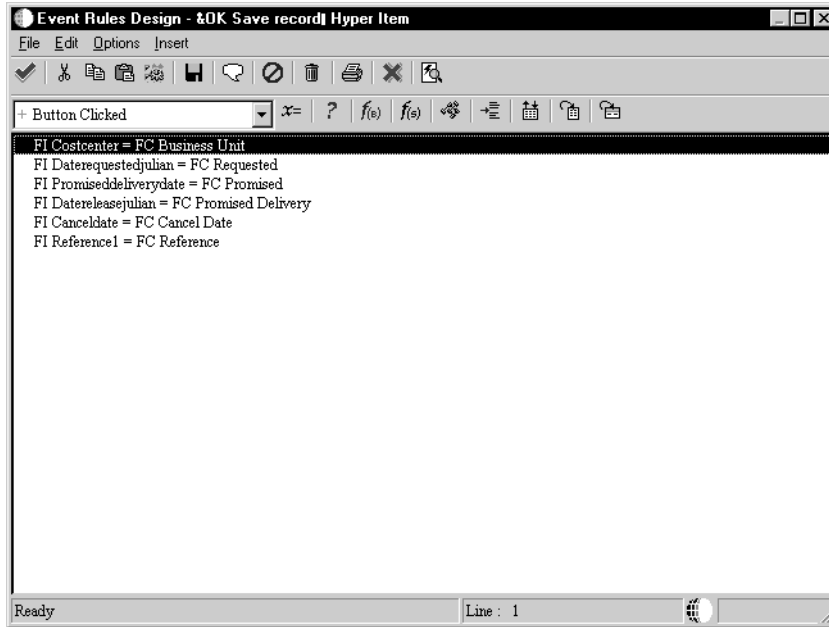 Event Rules Design - &OK Save record| Hyper Item
File Edit Options Insert
+ Button Clicked x= ? f(B) f(s)
FI Costcenter = FC Business Unit
FI Daterequestedjulian = FC Requested
FI Promiseddeliverydate = FC Promised
FI Datereleasejulian = FC Promised Delivery
FI Canceldate = FC Cancel Date
FI Reference1 = FC Reference
Ready Line : 1